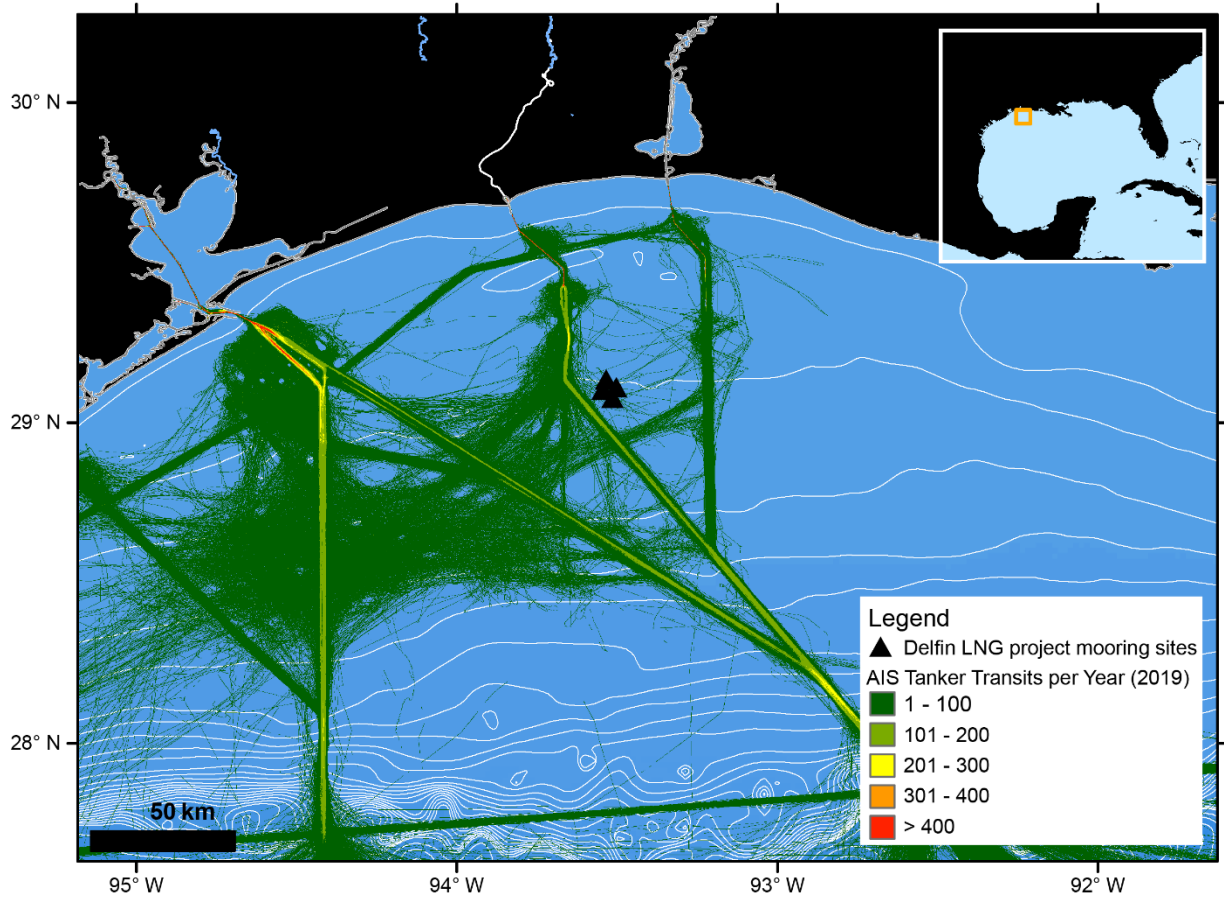 30° N
29° N
28° N
50 km
Legend
Delfin LNG project mooring sites
AIS Tanker Transits per Year (2019)
1 - 100
101 - 200
201 - 300
301 - 400
> 400
95° W
94° W
93° W
92° W